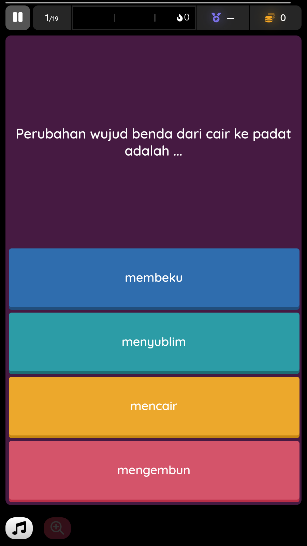 1/19
0
—
0
Perubahan wujud benda dari cair ke padat
adalah ...
membeku
menyublim
mencair
mengembun